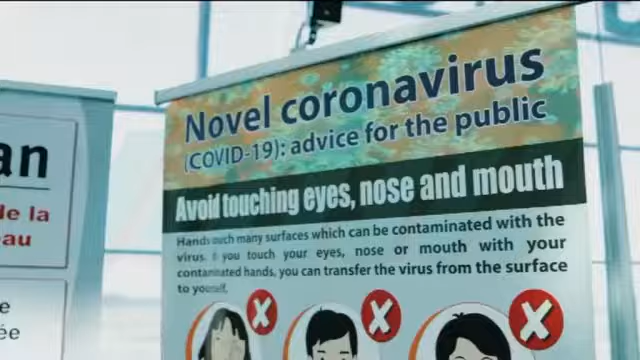 an
de la
eau
e
ée
Novel coronavirus
(COVID-19): advice for the public
Avoid touching eyes, nose and mouth
Hands touch many surfaces which can be contaminated with the
virus. If you touch your eyes, nose or mouth with your
contaminated hands, you can transfer the virus from the surface
to yourself.